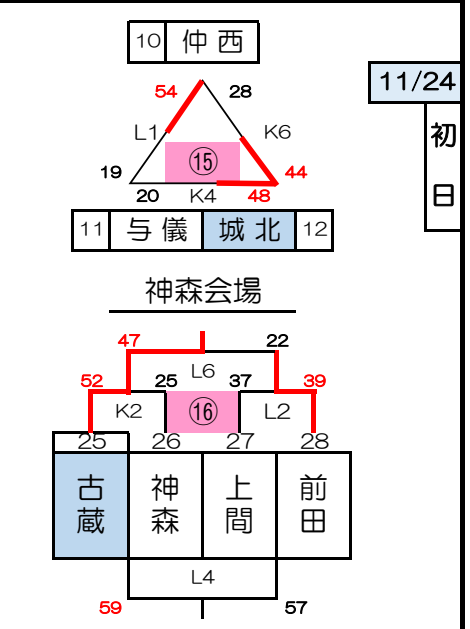 10 仲西
11/24
54 28
初日
L1 K6
⑮
19 44
20 K4 48
11 与儀 城北 12
神森会場
47 22
L6
52 25 37 39
K2 ⑯ L2
25 26 27 28
古蔵 神森 上間 前田
L4
59 57